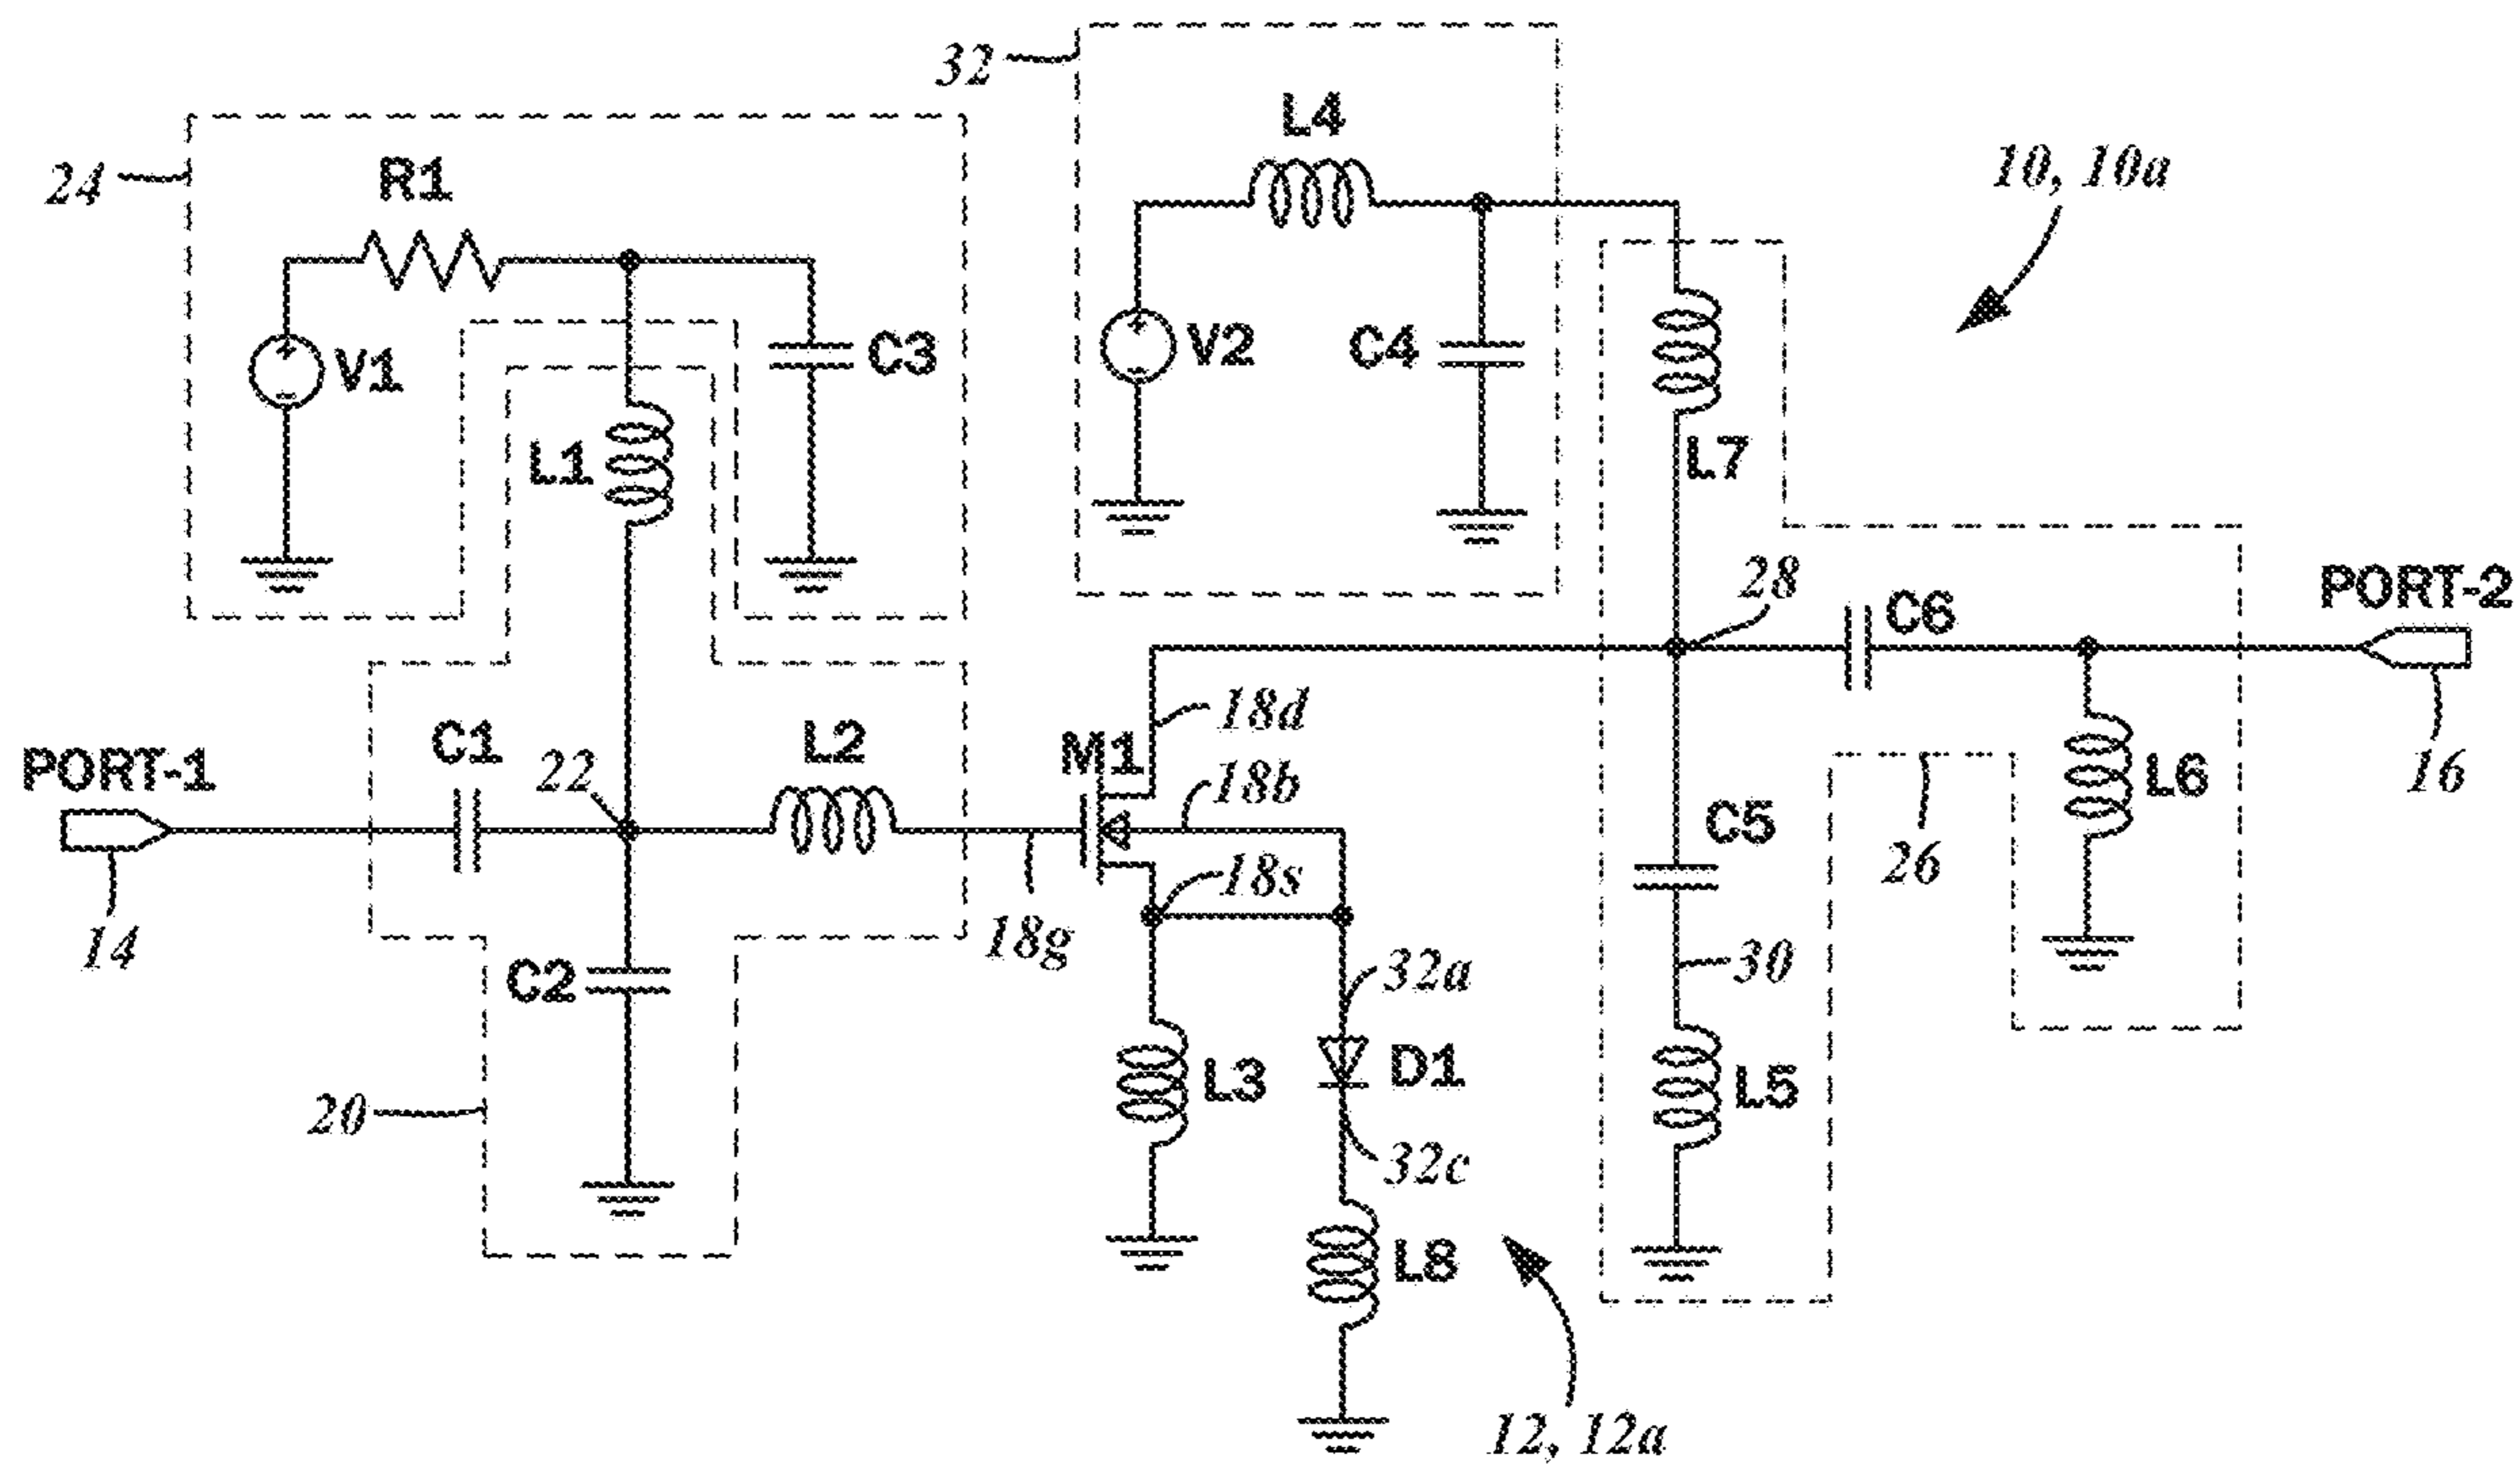 32
L4
10, 10a
24
R1
V1
C3
V2
C4
L1
L7
28
PORT-2
C6
18d
PORT-1
C1
22
L2
M1
18b
16
L6
C5
18s
26
14
18g
C2
32a
30
L3
D1
L5
20
32c
L8
12, 12a